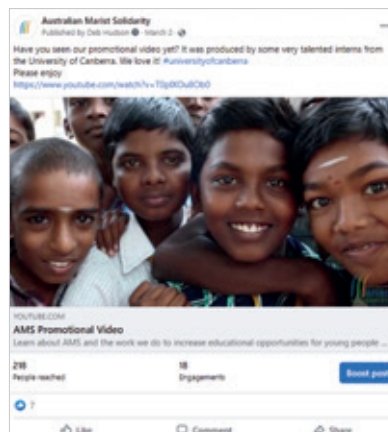 Australian Marist Solidarity
Published by Deb Hudson · March 2 ·
Have you seen our promotional video yet? It was produced by some very talented interns from
the University of Canberra. We love it! #universityofcanberra
Please enjoy
YOUTUBE.COM
AMS Promotional Video
Learn about AMS and the work we do to increase educational opportunities for young people ...
218
People reached
18
Engagements
Boost post
7
Like
Comment
Share